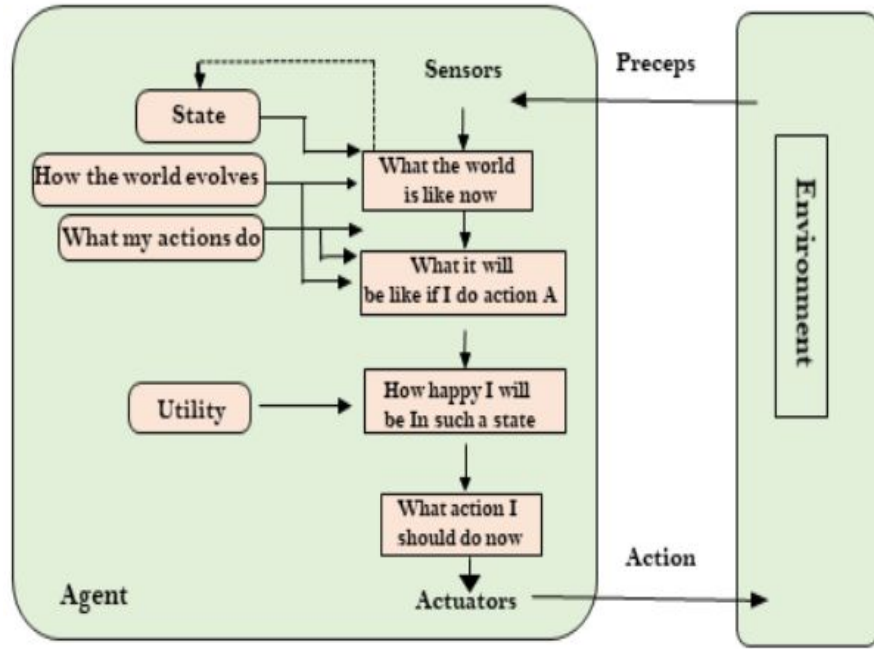 Sensors
Preceps
State
What the world
is like now
How the world evolves
What my actions do
What it will
be like if I do action A
Environment
How happy I will
be In such a state
Utility
What action I
should do now
Action
Agent
Actuators